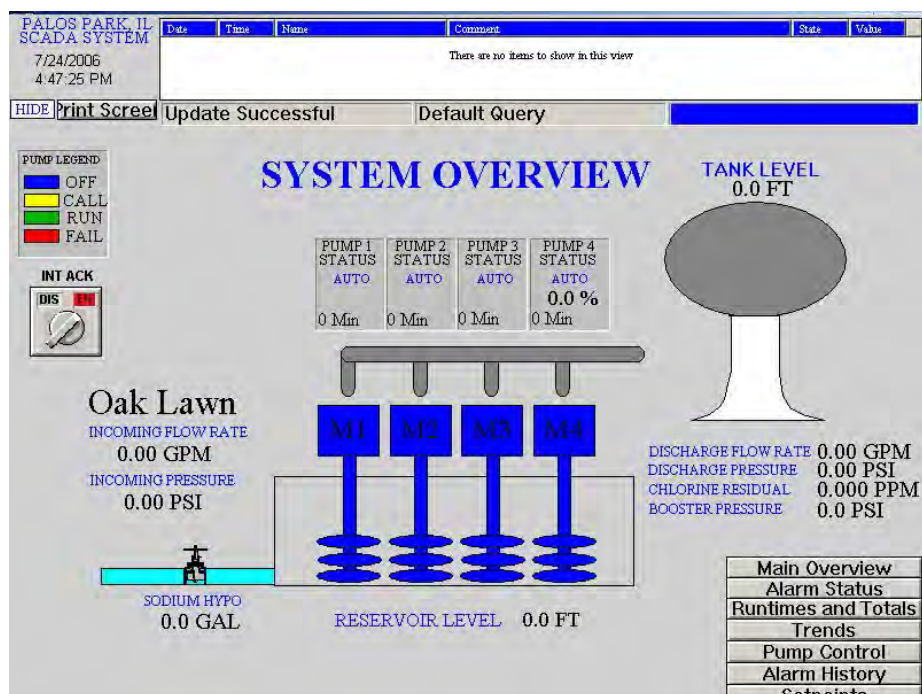 PALOS PARK, IL
SCADA SYSTEM
7/24/2006
4:47:25 PM
Date Time Name Comment State Value
There are no items to show in this view
HIDE Print Screen
Update Successful Default Query
PUMP LEGEND
OFF
CALL
RUN
FAIL
INT ACK
DIS EN
SYSTEM OVERVIEW
TANK LEVEL
0.0 FT
PUMP 1 PUMP 2 PUMP 3 PUMP 4
STATUS STATUS STATUS STATUS
AUTO AUTO AUTO AUTO
0.0 %
0 Min 0 Min 0 Min 0 Min
Oak Lawn
INCOMING FLOW RATE
0.00 GPM
INCOMING PRESSURE
0.00 PSI
M1 M2 M3 M4
DISCHARGE FLOW RATE 0.00 GPM
DISCHARGE PRESSURE 0.00 PSI
CHLORINE RESIDUAL 0.000 PPM
BOOSTER PRESSURE 0.0 PSI
SODIUM HYPO
0.0 GAL
RESERVOIR LEVEL 0.0 FT
Main Overview
Alarm Status
Runtimes and Totals
Trends
Pump Control
Alarm History
Setpoints